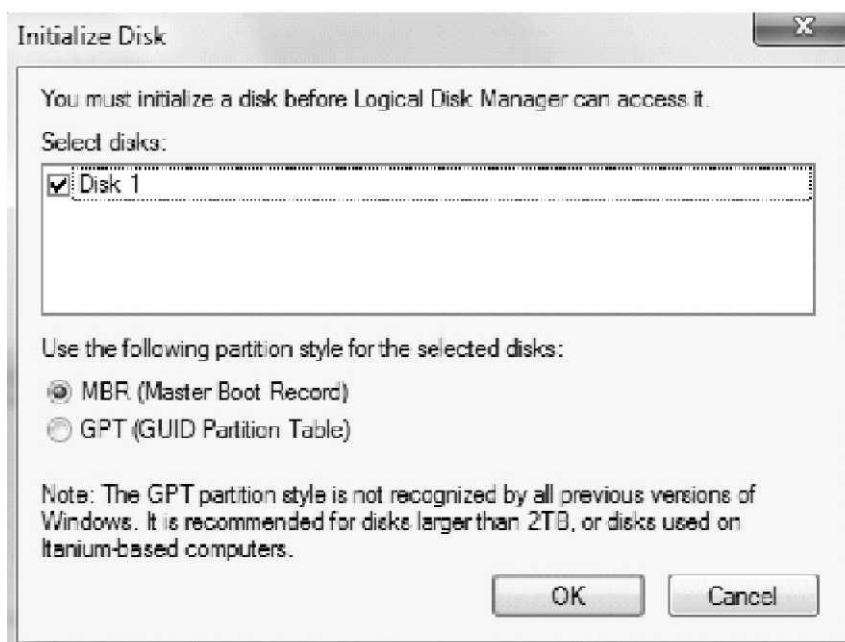 Initialize Disk
You must initialize a disk before Logical Disk Manager can access it.
Select disks:
Disk 1
Use the following partition style for the selected disks:
MBR (Master Boot Record)
GPT (GUID Partition Table)
Note: The GPT partition style is not recognized by all previous versions of
Windows. It is recommended for disks larger than 2TB, or disks used on
Itanium-based computers.
OK
Cancel